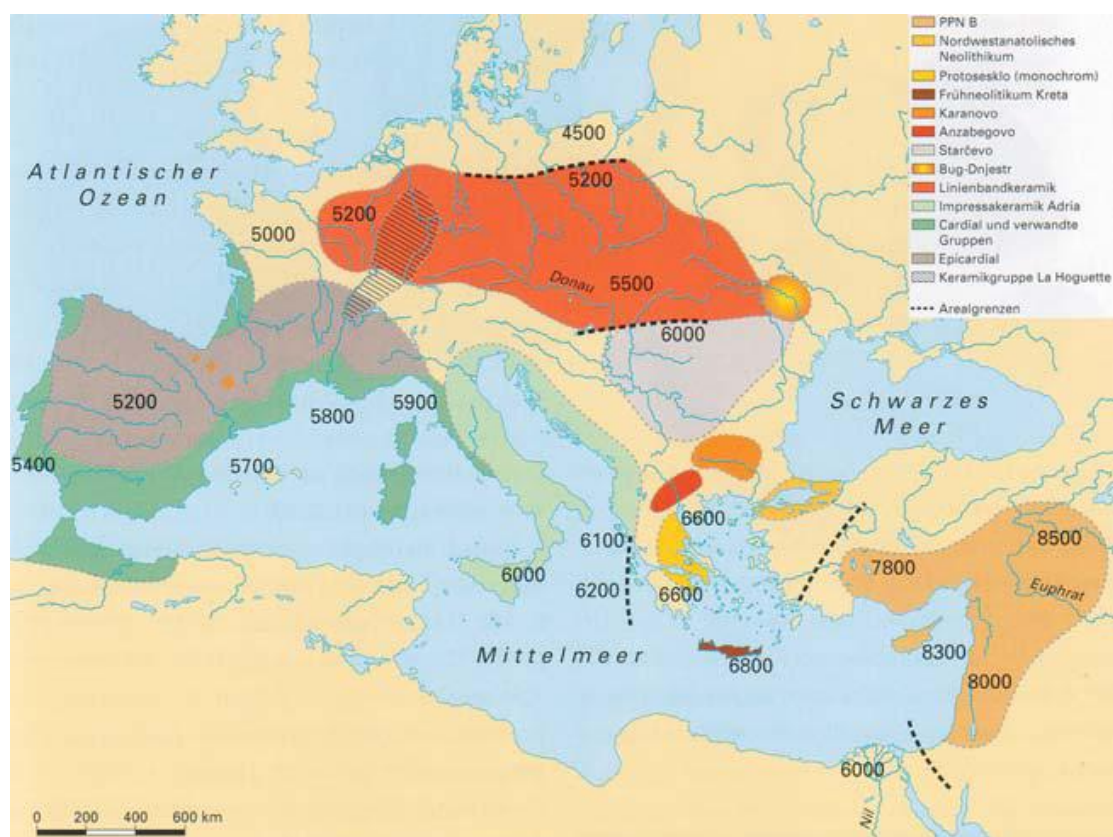 PPN B
Nordwestanatolisches
Neolithikum
Protosesklo (monochrom)
Frühneolitikum Kreta
Karanovo
Anzabegovo
Starčevo
Bug-Dnjestr
Linienbandkeramik
Impressakeramik Adria
Cardial und verwandte
Gruppen
Epicardial
Keramikgruppe La Hoguette
Arealgrenzen
4500
Atlantischer
Ozean
5200
5200
5000
Donau
5500
6000
5200
5800
5900
Schwarzes
Meer
5400
5700
6600
6100
8500
7800
6000
6200
6600
Euphrat
Mittelmeer
6800
8300
8000
6000
Nil
0 200 400 600 km